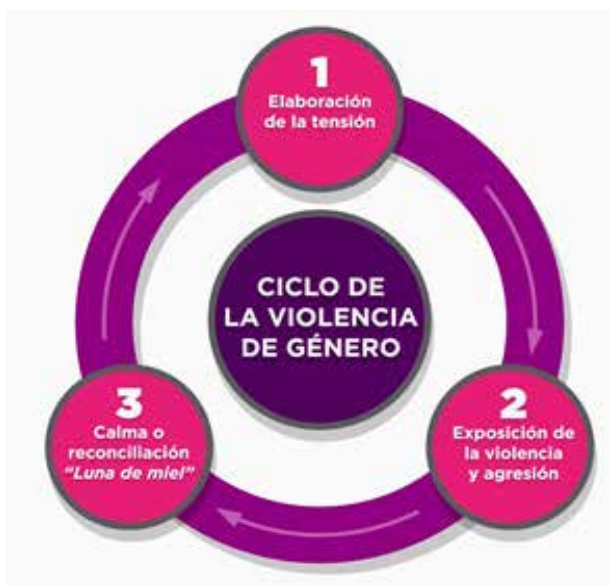 1
Elaboración
de la tensión
CICLO DE
LA VIOLENCIA
DE GÉNERO
2
Exposición de
la violencia
y agresión
3
Calma o
reconciliación
"Luna de miel"